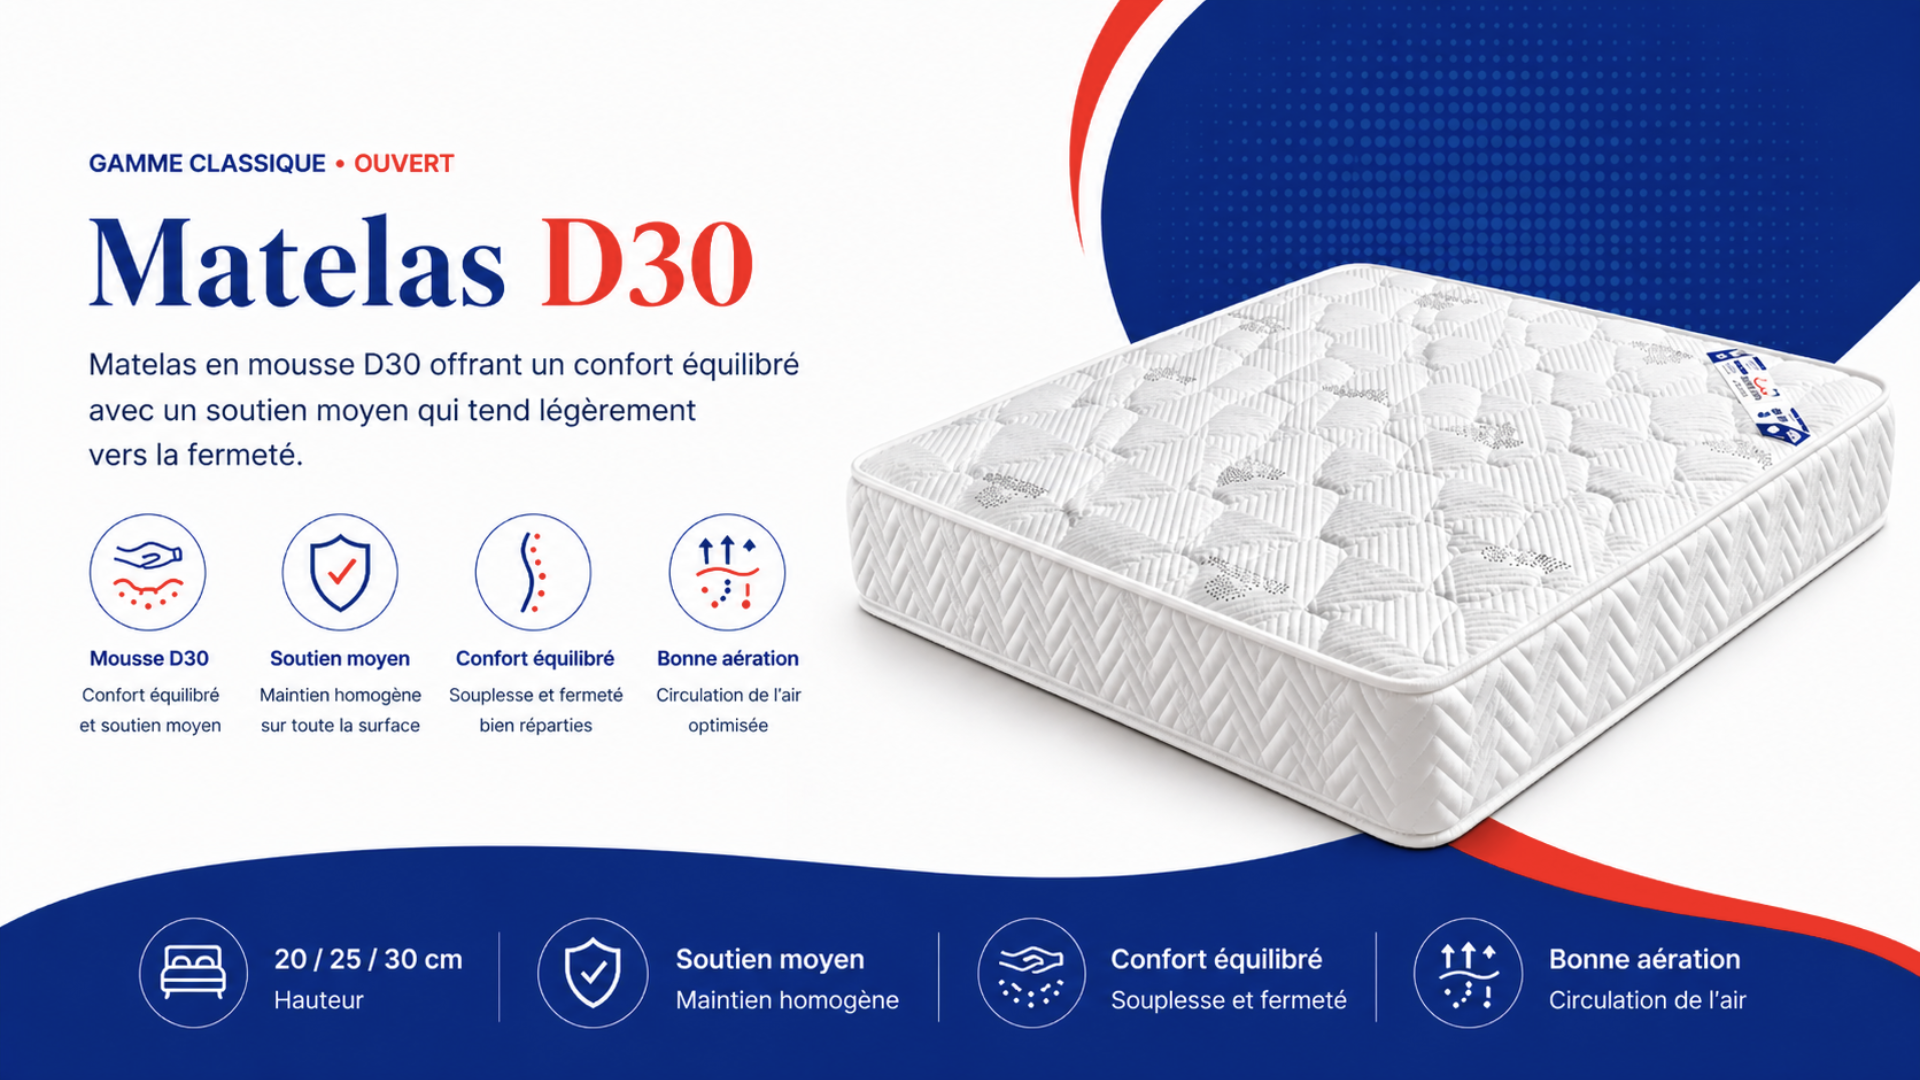 GAMME CLASSIQUE • OUVERT
Matelas D30
Matelas en mousse D30 offrant un confort équilibré
avec un soutien moyen qui tend légèrement
vers la fermeté.
Mousse D30
Confort équilibré
et soutien moyen
Soutien moyen
Maintien homogène
sur toute la surface
Confort équilibré
Souplesse et fermeté
bien réparties
Bonne aération
Circulation de l'air
optimisée
20 / 25 / 30 cm
Hauteur
Soutien moyen
Maintien homogène
Confort équilibré
Souplesse et fermeté
Bonne aération
Circulation de l'air